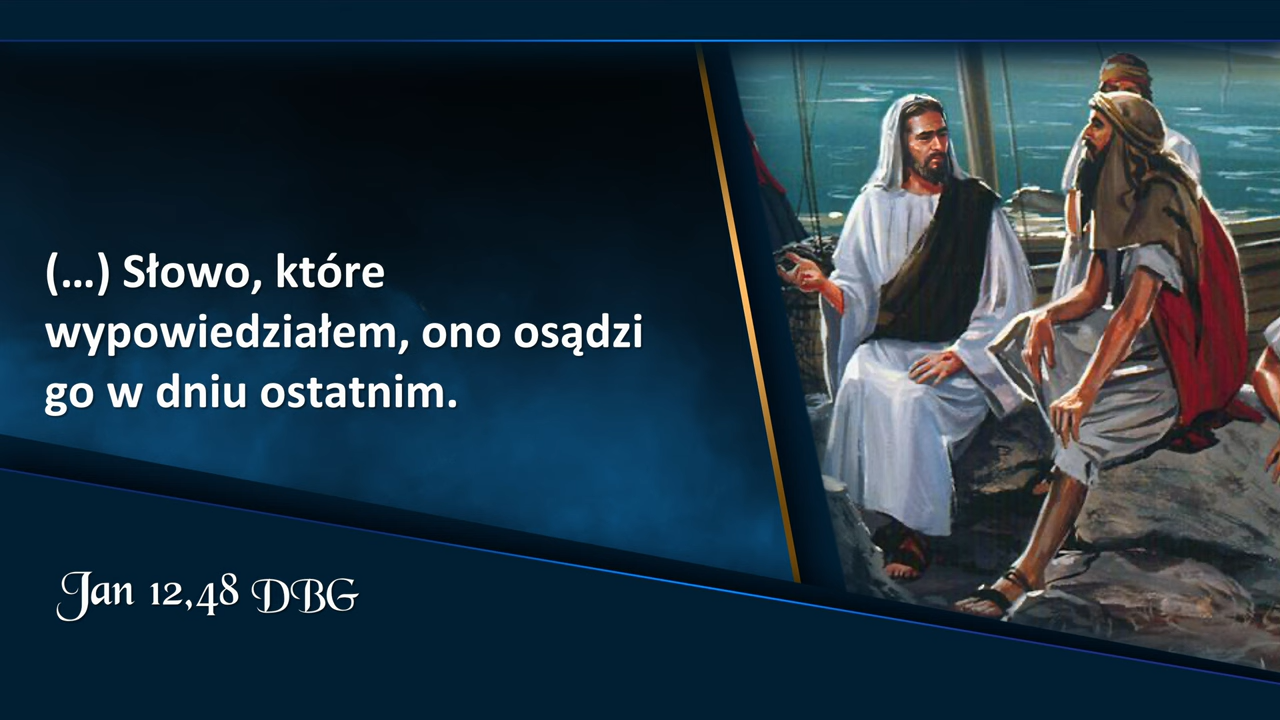 (...) Słowo, które
wypowiedziałem, ono osądzi
go w dniu ostatnim.
Jan 12,48 DBG